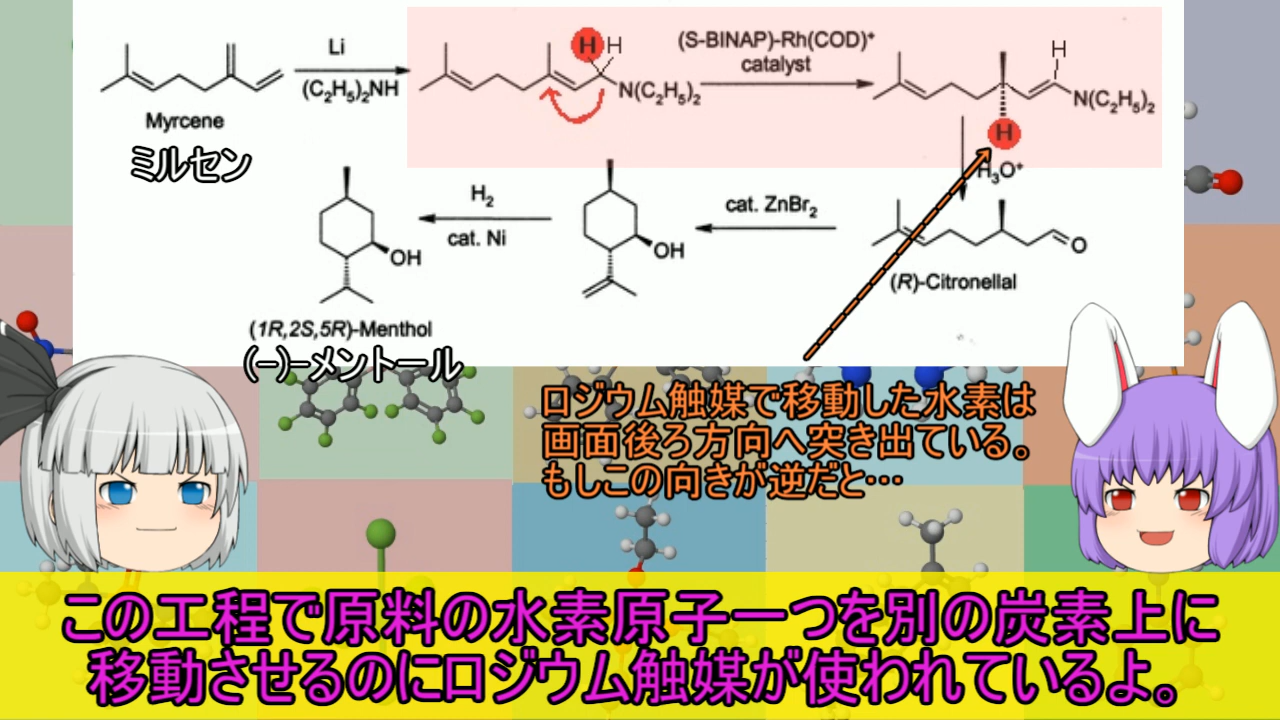 Li
(C₂H₅)₂NH
Myrcene
ミルセン
H H
N(C₂H₅)₂
(S-BINAP)-Rh(COD)⁺
catalyst
H
N(C₂H₅)₂
H
H₃O⁺
O
(R)-Citronellal
cat. ZnBr₂
OH
H₂
cat. Ni
OH
(1R,2S,5R)-Menthol
(−)−メントール
ロジウム触媒で移動した水素は
画面後ろ方向へ突き出ている。
もしこの向きが逆だと…
この工程で原料の水素原子一つを別の炭素上に
移動させるのにロジウム触媒が使われているよ。